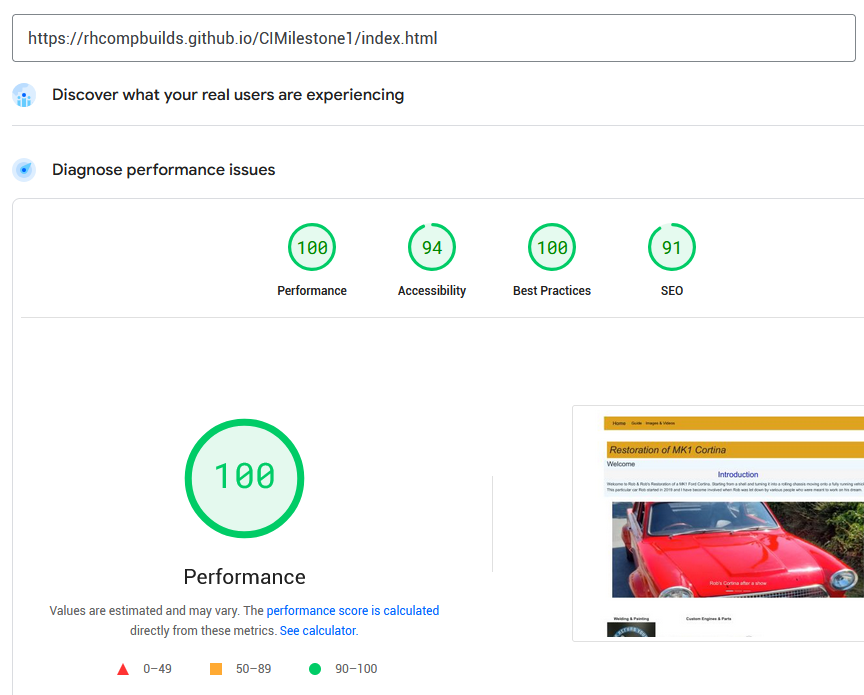 https://rhcompbuilds.github.io/CIMilestone1/index.html
Discover what your real users are experiencing
Diagnose performance issues
100 94 100 91
Performance Accessibility Best Practices SEO
100
Performance
Values are estimated and may vary. The performance score is calculated
directly from these metrics. See calculator.
0–49 50–89 90–100
Home Guide Images & Videos
Restoration of MK1 Cortina
Welcome
Introduction
Welcome to Rob & Rob's Restoration of a MK1 Ford Cortina. Starting from a shell and turning it into a rolling chassis moving onto a fully running
This particular car Rob started in 2019 and I have become involved when Rob was let down by various people who were meant to work on his dream.
Rob's Cortina after a show
Welding & Painting Custom Engines & Parts